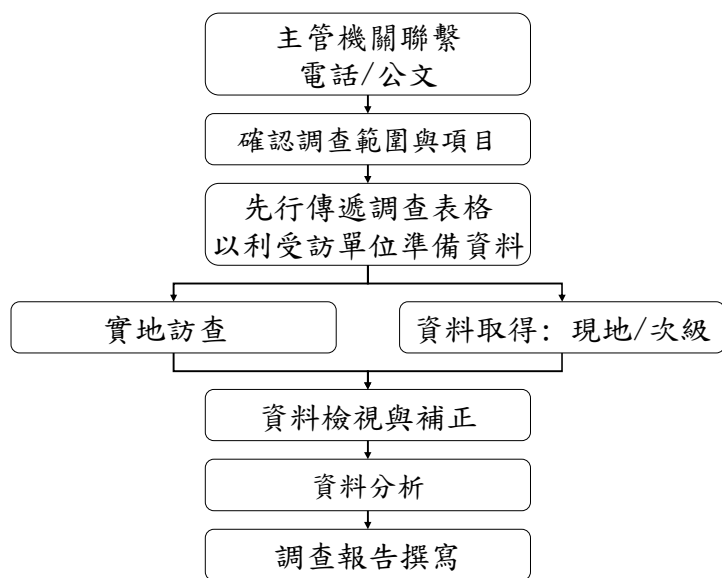 主管機關聯繫
電話/公文
確認調查範圍與項目
先行傳遞調查表格
以利受訪單位準備資料
實地訪查
資料取得: 現地/次級
資料檢視與補正
資料分析
調查報告撰寫